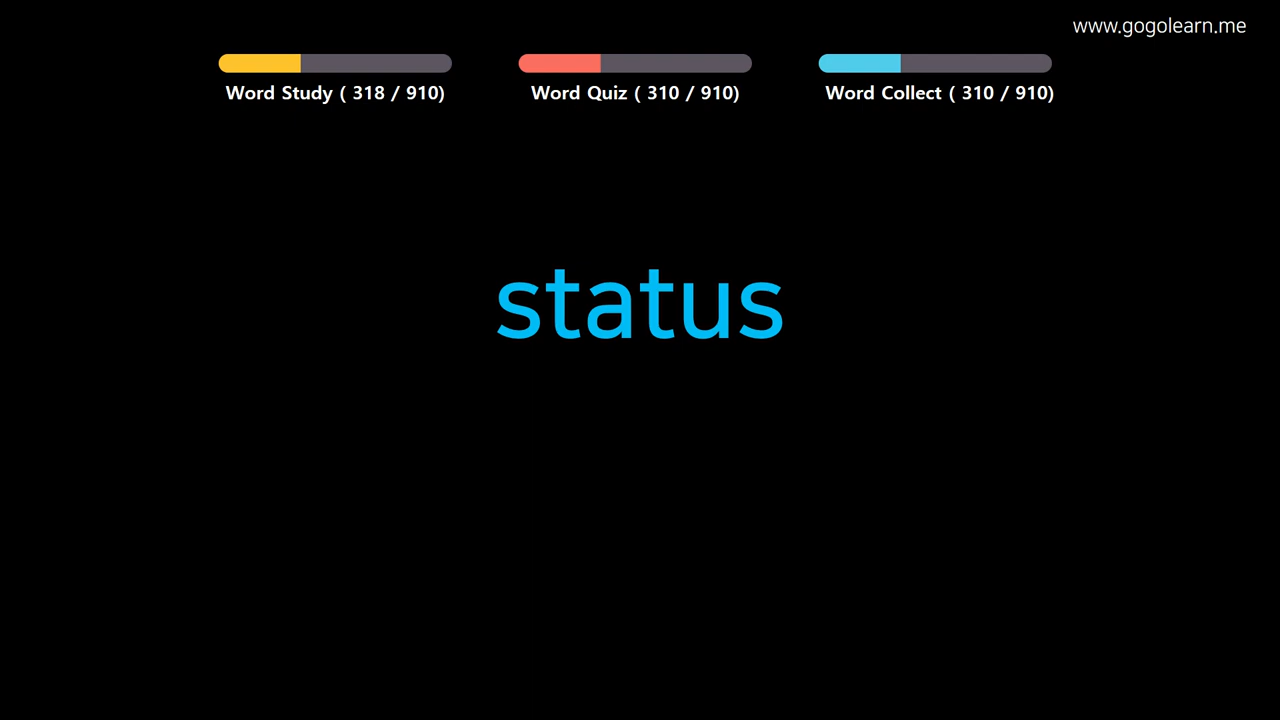 www.gogolearn.me
Word Study ( 318 / 910)
Word Quiz ( 310 / 910)
Word Collect ( 310 / 910)
status